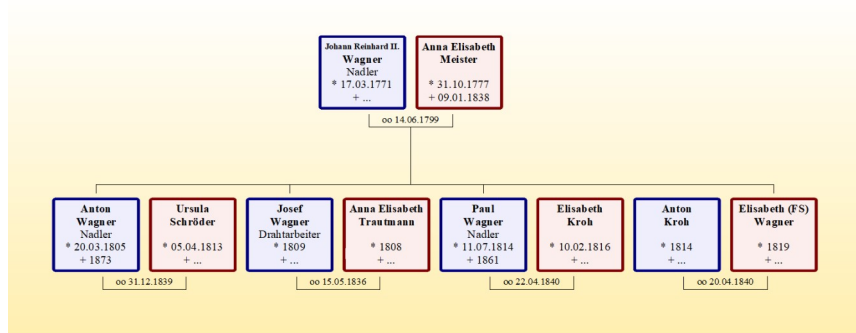 Johann Reinhard II.
Wagner
Nadler
* 17.03.1771
+ ...
Anna Elisabeth
Meister
* 31.10.1777
+ 09.01.1838
oo 14.06.1799
Anton
Wagner
Nadler
* 20.03.1805
+ 1873
Ursula
Schröder
* 05.04.1813
+ ...
oo 31.12.1839
Josef
Wagner
Drahtarbeiter
* 1809
+ ...
Anna Elisabeth
Trautmann
* 1808
+ ...
oo 15.05.1836
Paul
Wagner
Nadler
* 11.07.1814
+ 1861
Elisabeth
Kroh
* 10.02.1816
+ ...
oo 22.04.1840
Anton
Kroh
* 1814
+ ...
Elisabeth (FS)
Wagner
* 1819
+ ...
oo 20.04.1840